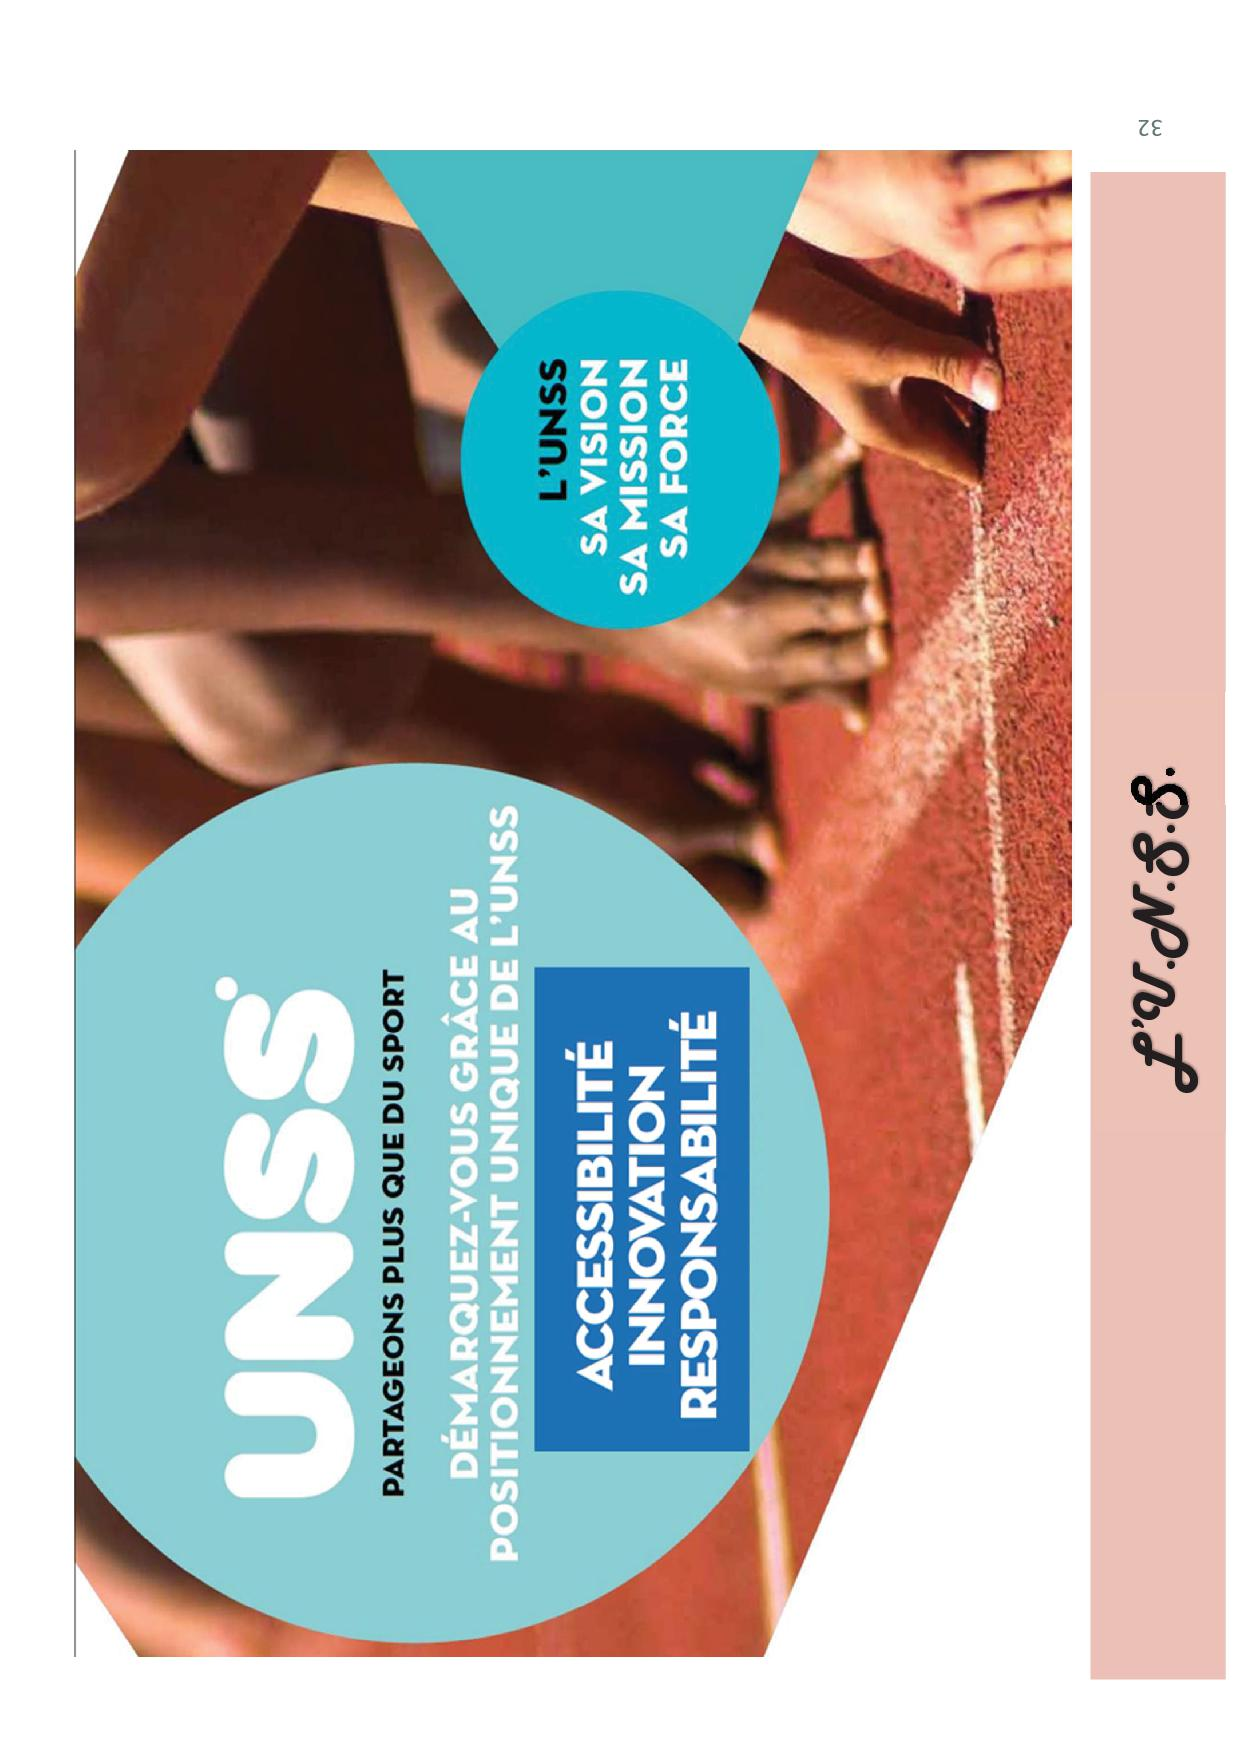 UNSS
PARTAGEONS PLUS QUE DU SPORT
DÉMARQUEZ-VOUS GRÂCE AU
POSITIONNEMENT UNIQUE DE L'UNSS
ACCESSIBILITÉ
INNOVATION
RESPONSABILITÉ
L'UNSS
SA VISION
SA MISSION
SA FORCE
L'U.N.S.S.
32